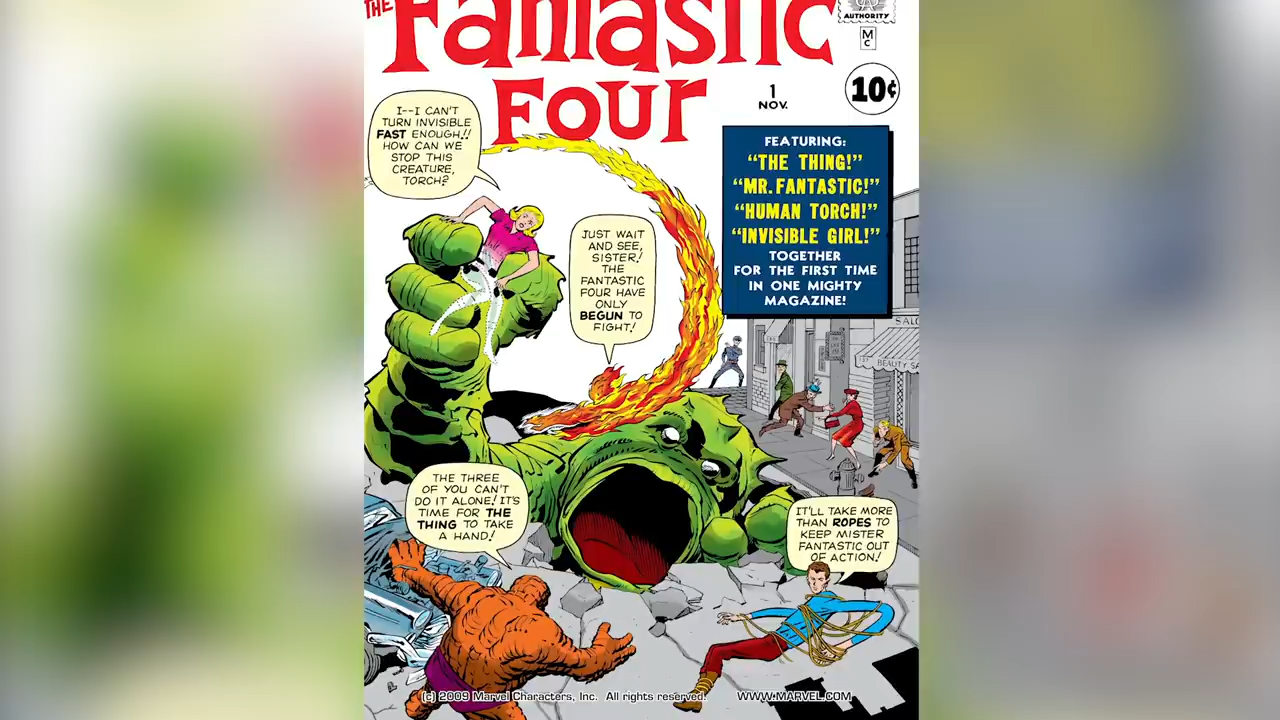 THE
FANTASTIC
FOUR
AUTHORITY
M
C
1
NOV.
10¢
I--I CAN'T
TURN INVISIBLE
FAST ENOUGH!!
HOW CAN WE
STOP THIS
CREATURE,
TORCH?
FEATURING:
"THE THING!"
"MR. FANTASTIC!"
"HUMAN TORCH!"
"INVISIBLE GIRL!"
TOGETHER
FOR THE FIRST TIME
IN ONE MIGHTY
MAGAZINE!
JUST WAIT
AND SEE,
SISTER!
THE
FANTASTIC
FOUR HAVE
ONLY
BEGUN TO
FIGHT!
SALO
BEAUTY SA
THE THREE
OF YOU CAN'T
DO IT ALONE! IT'S
TIME FOR THE
THING TO TAKE
A HAND!
IT'LL TAKE MORE
THAN ROPES TO
KEEP MISTER
FANTASTIC OUT
OF ACTION!
(c) 2009 Marvel Characters, Inc. All rights reserved. WWW.MARVEL.COM